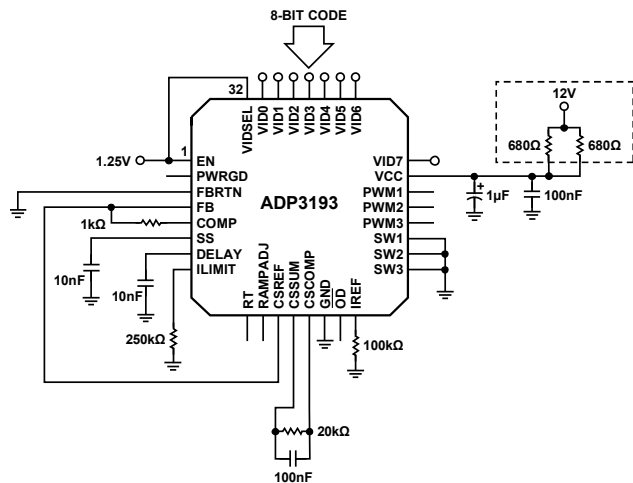 8-BIT CODE
32
VIDSEL
VID0
VID1
VID2
VID3
VID4
VID5
VID6
12V
680Ω
680Ω
1.25V
1
EN
PWRGD
FBRTN
FB
COMP
SS
DELAY
ILIMIT
ADP3193
VID7
VCC
PWM1
PWM2
PWM3
SW1
SW2
SW3
+
1µF
100nF
1kΩ
10nF
10nF
250kΩ
RT
RAMPADJ
CSREF
CSSUM
CSCOMP
GND
OD
IREF
100kΩ
20kΩ
100nF